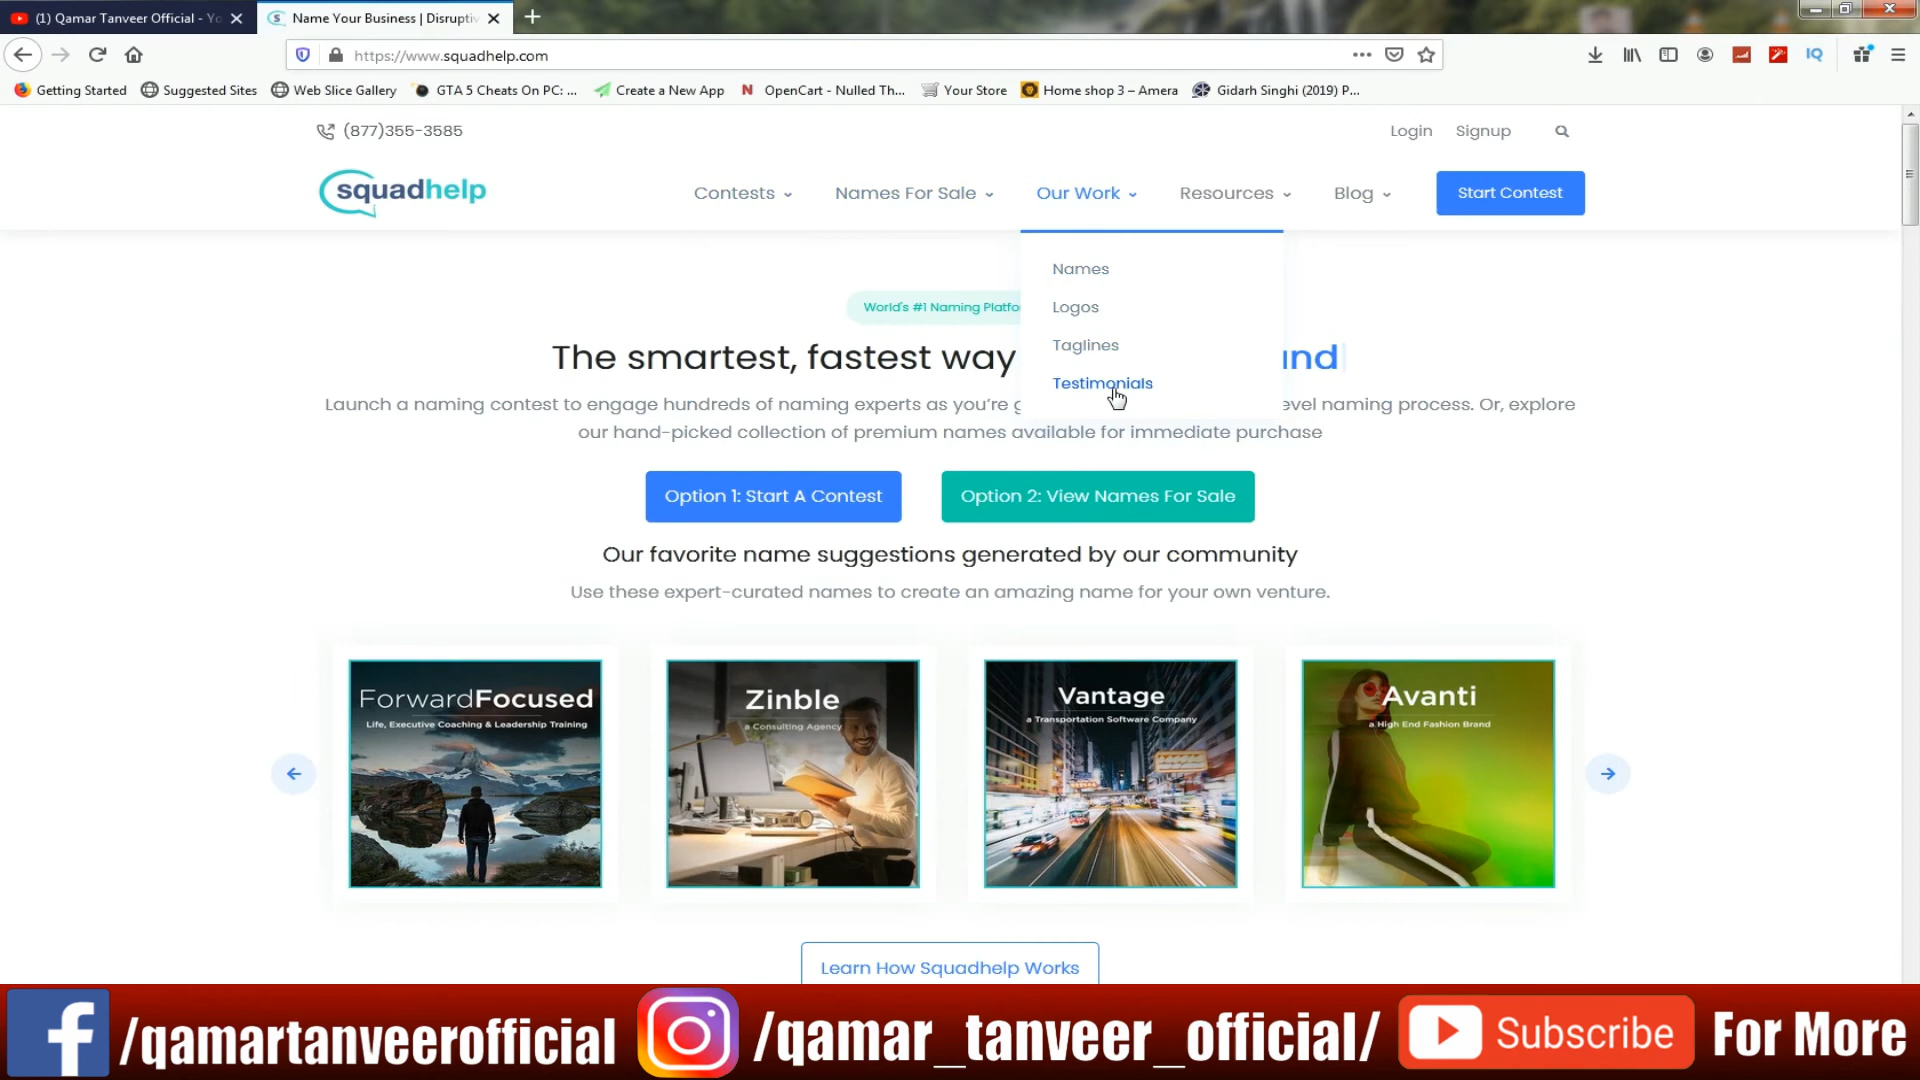 (1) Qamar Tanveer Official - Yo
Name Your Business | Disruptiv
https://www.squadhelp.com
IQ
Getting Started
Suggested Sites
Web Slice Gallery
GTA 5 Cheats On PC: ...
Create a New App
N OpenCart - Nulled Th...
Your Store
Home shop 3 – Amera
Gidarh Singhi (2019) P...
(877)355-3585
Login
Signup
squadhelp
Contests
Names For Sale
Our Work
Resources
Blog
Start Contest
Names
Logos
Taglines
Testimonials
World's #1 Naming Platfo
The smartest, fastest way
and
Launch a naming contest to engage hundreds of naming experts as you're g
evel naming process. Or, explore
our hand-picked collection of premium names available for immediate purchase
Option 1: Start A Contest
Option 2: View Names For Sale
Our favorite name suggestions generated by our community
Use these expert-curated names to create an amazing name for your own venture.
ForwardFocused
Life, Executive Coaching & Leadership Training
Zinble
a Consulting Agency
Vantage
a Transportation Software Company
Avanti
a High End Fashion Brand
Learn How Squadhelp Works
f /qamartanveerofficial
/qamar_tanveer_official/
Subscribe
For More